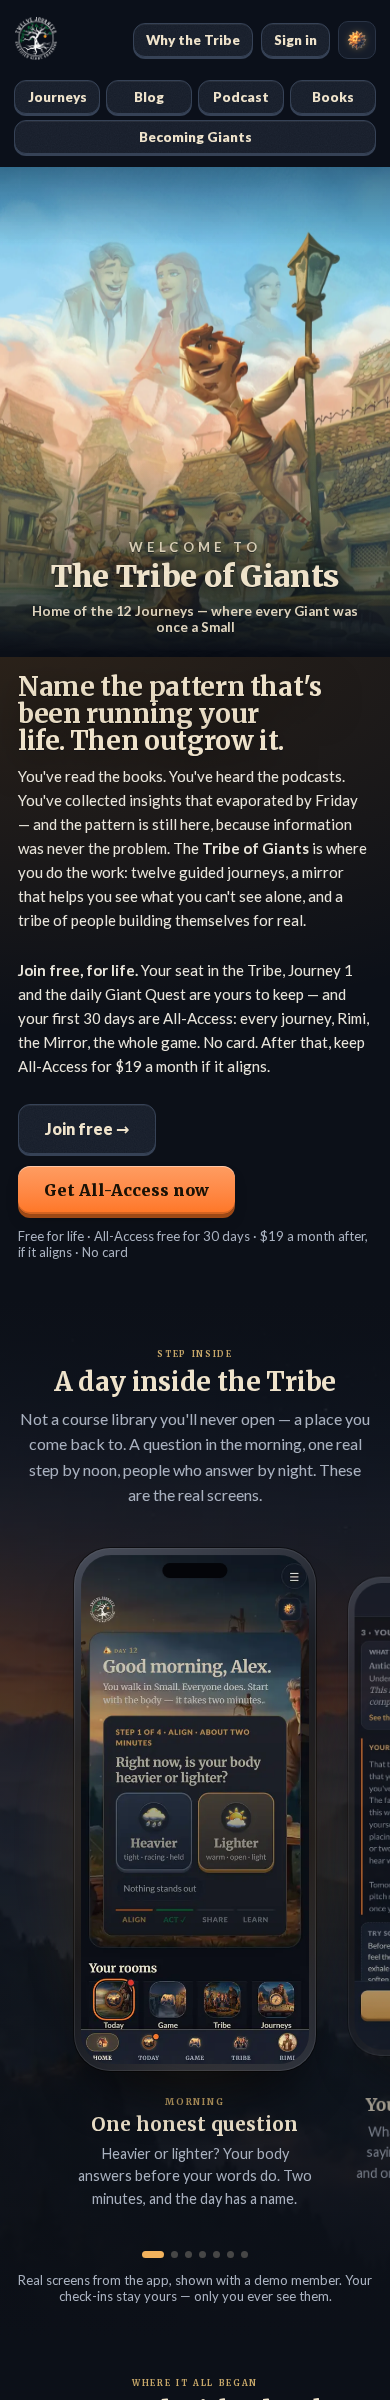 Why the Tribe
Sign in
Journeys
Blog
Podcast
Books
Becoming Giants
WELCOME TO
The Tribe of Giants
Home of the 12 Journeys — where every Giant was
once a Small
Name the pattern that's
been running your
life. Then outgrow it.
You've read the books. You've heard the podcasts.
You've collected insights that evaporated by Friday
— and the pattern is still here, because information
was never the problem. The Tribe of Giants is where
you do the work: twelve guided journeys, a mirror
that helps you see what you can't see alone, and a
tribe of people building themselves for real.
Join free, for life. Your seat in the Tribe, Journey 1
and the daily Giant Quest are yours to keep — and
your first 30 days are All-Access: every journey, Rimi,
the Mirror, the whole game. No card. After that, keep
All-Access for $19 a month if it aligns.
Join free →
Get All-Access now
Free for life · All-Access free for 30 days · $19 a month after,
if it aligns · No card
STEP INSIDE
A day inside the Tribe
Not a course library you'll never open — a place you
come back to. A question in the morning, one real
step by noon, people who answer by night. These
are the real screens.
DAY 12
Good morning, Alex.
You walk in Small. Everyone does. Start
with the body — it takes two minutes.
STEP 1 OF 4 · ALIGN · ABOUT TWO
MINUTES
Right now, is your body
heavier or lighter?
Heavier
tight · racing · held
Lighter
warm · open · light
Nothing stands out
ALIGN
ACT ✓
SHARE
LEARN
Your rooms
Today
Game
Tribe
Journeys
HOME
TODAY
GAME
TRIBE
RIMI
MORNING
One honest question
Heavier or lighter? Your body
answers before your words do. Two
minutes, and the day has a name.
Real screens from the app, shown with a demo member. Your
check-ins stay yours — only you ever see them.
WHERE IT ALL BEGAN